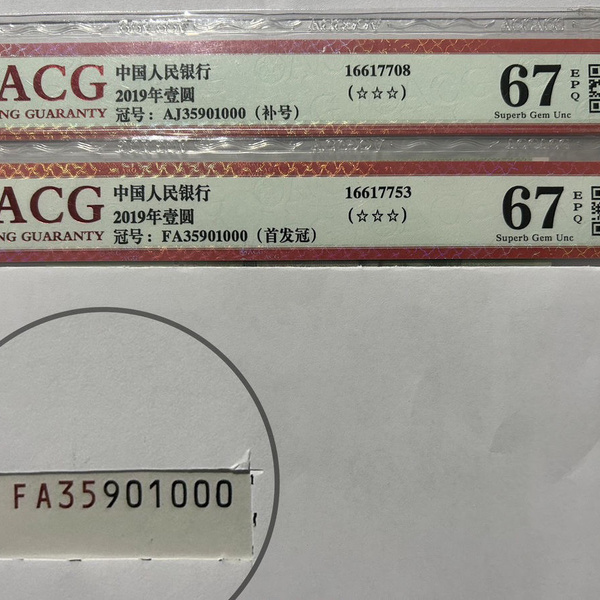 ACG
NG GUARANTY
中国人民银行
2019年壹圆
冠号：AJ35901000（补号）
16617708
(☆☆☆)
67
EPQ
Superb Gem Unc
ACG
NG GUARANTY
中国人民银行
2019年壹圆
冠号：FA35901000（首发冠）
16617753
(☆☆☆)
67
EPQ
Superb Gem Unc
FA35901000